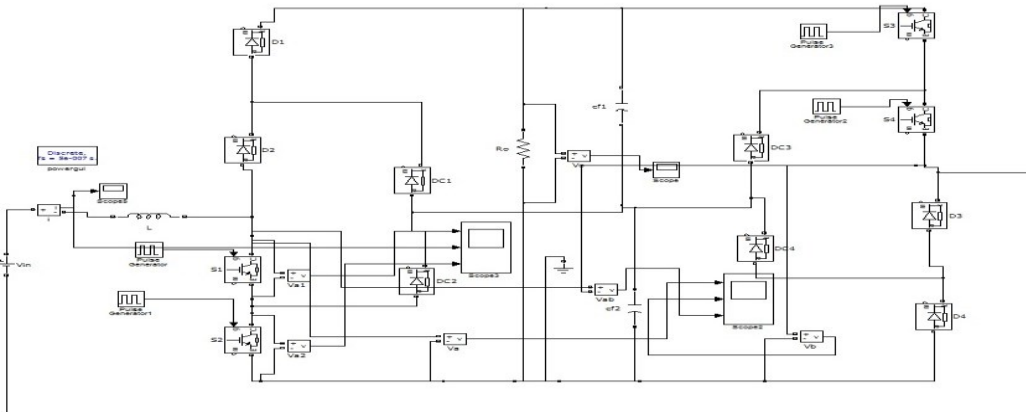 D1
S3
Pulse
Generator3
cf1
Pulse
Generator2
S4
D2
Ro
DC3
Discrete,
Ts = 5e-007 s.
powergui
DC1
Scope
L
D3
Vin
Pulse
Generator
S1
Va1
Scope3
DC2
DC4
Vab
cf2
Scope2
D4
Pulse
Generator1
S2
Va2
Va
Vb